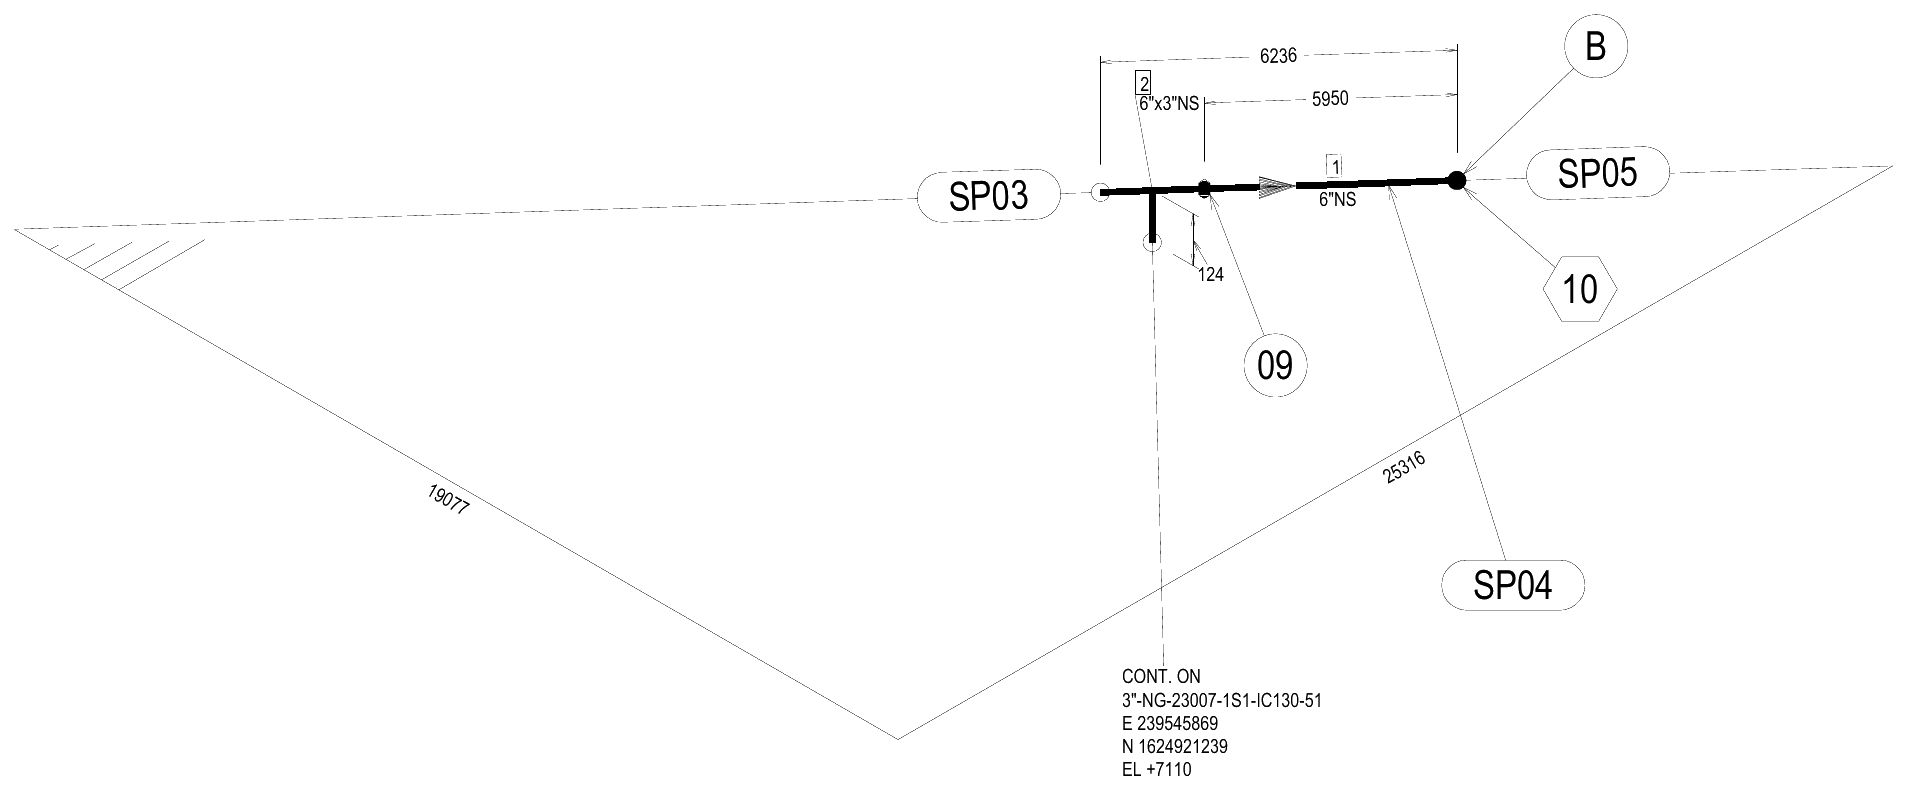 B
6236
2
6"x3"NS
5950
SP03
1
6"NS
SP05
124
10
09
19077
25316
SP04
CONT. ON
3"-NG-23007-1S1-IC130-51
E 239545869
N 1624921239
EL +7110